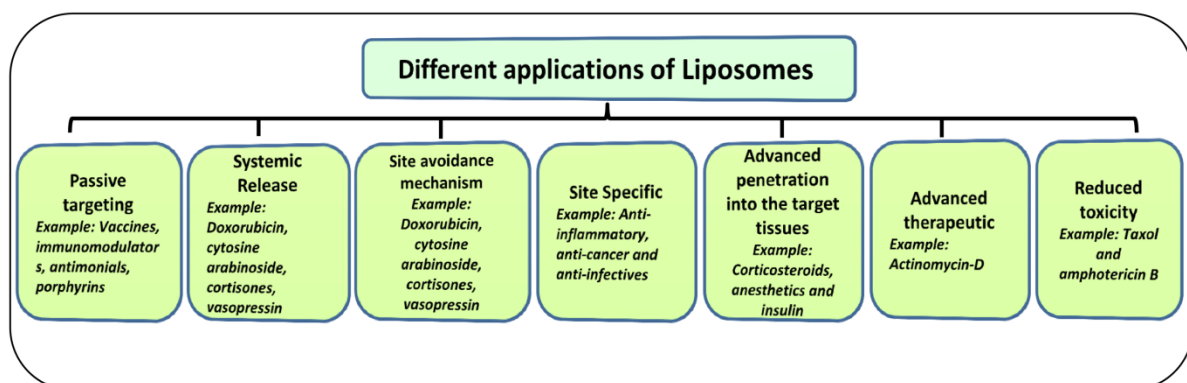 Different applications of Liposomes
Passive
targeting
Example: Vaccines,
immunomodulator
s, antimonials,
porphyrins
Systemic
Release
Example:
Doxorubicin,
cytosine
arabinoside,
cortisones,
vasopressin
Site avoidance
mechanism
Example:
Doxorubicin,
cytosine
arabinoside,
cortisones,
vasopressin
Site Specific
Example: Anti-
inflammatory,
anti-cancer and
anti-infectives
Advanced
penetration
into the target
tissues
Example:
Corticosteroids,
anesthetics and
insulin
Advanced
therapeutic
Example:
Actinomycin-D
Reduced
toxicity
Example: Taxol
and
amphotericin B